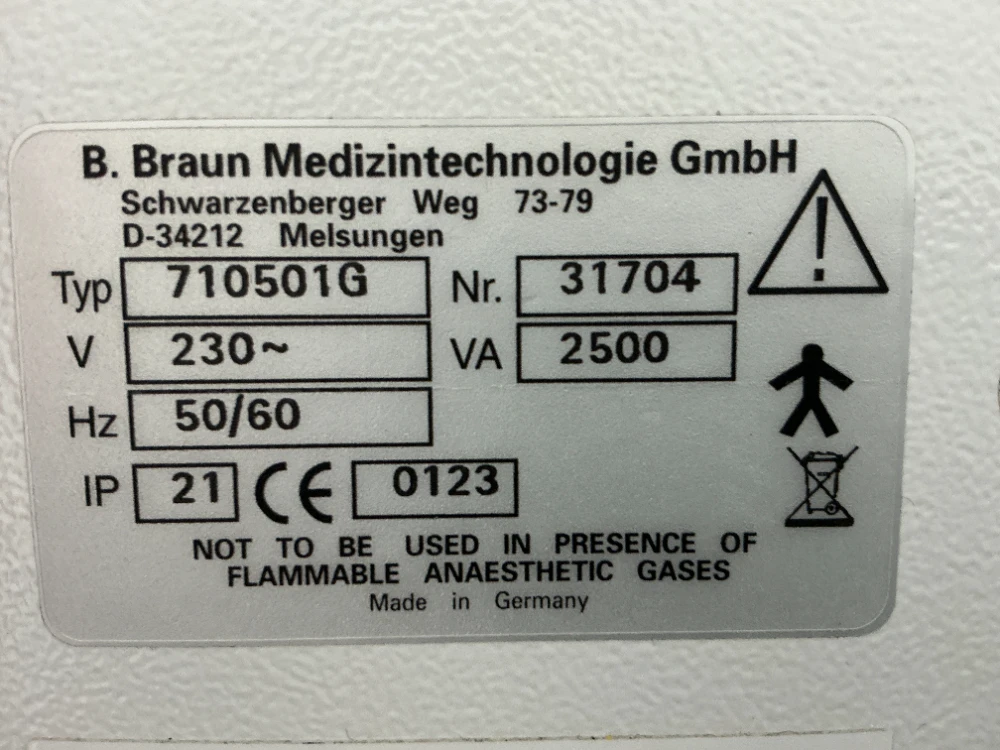 B. Braun Medizintechnologie GmbH
Schwarzenberger Weg 73-79
D-34212 Melsungen
Typ 710501G Nr. 31704
V 230~ VA 2500
Hz 50/60
IP 21 CE 0123
NOT TO BE USED IN PRESENCE OF
FLAMMABLE ANAESTHETIC GASES
Made in Germany